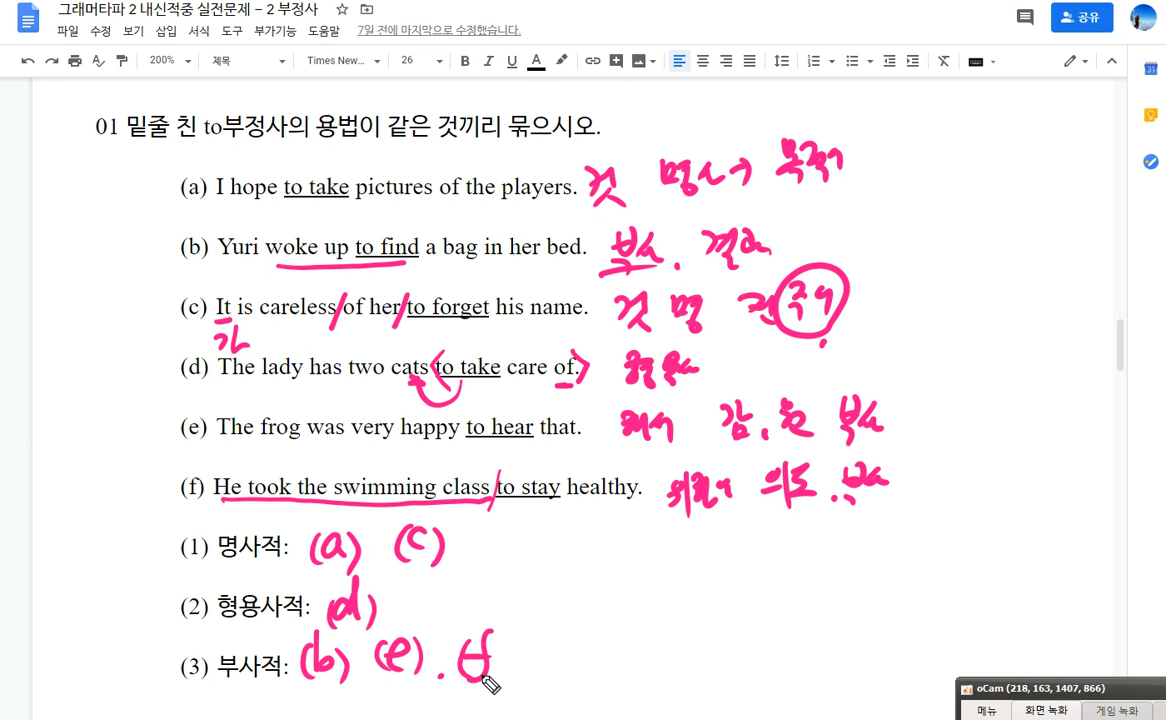 그래머타파 2 내신적중 실전문제 – 2 부정사
파일 수정 보기 삽입 서식 도구 부가기능 도움말 7일 전에 마지막으로 수정했습니다.
공유
200% 제목 Times New... 26 B I U A
31
01 밑줄 친 to부정사의 용법이 같은 것끼리 묶으시오.
(a) I hope to take pictures of the players. 것 명사 목적어
(b) Yuri woke up to find a bag in her bed. 부사. 결과
(c) It is careless/of her/to forget his name. 것 명 진주어
가
(d) The lady has two cats to take care of. 형용사
(e) The frog was very happy to hear that. 해서 감, 원 부사
(f) He took the swimming class/to stay healthy. 위하여 의도 부사
(1) 명사적: (a) (c)
(2) 형용사적: (d)
(3) 부사적: (b) (e). (f
oCam (218, 163, 1407, 866)
메뉴 화면 녹화 게임 녹화